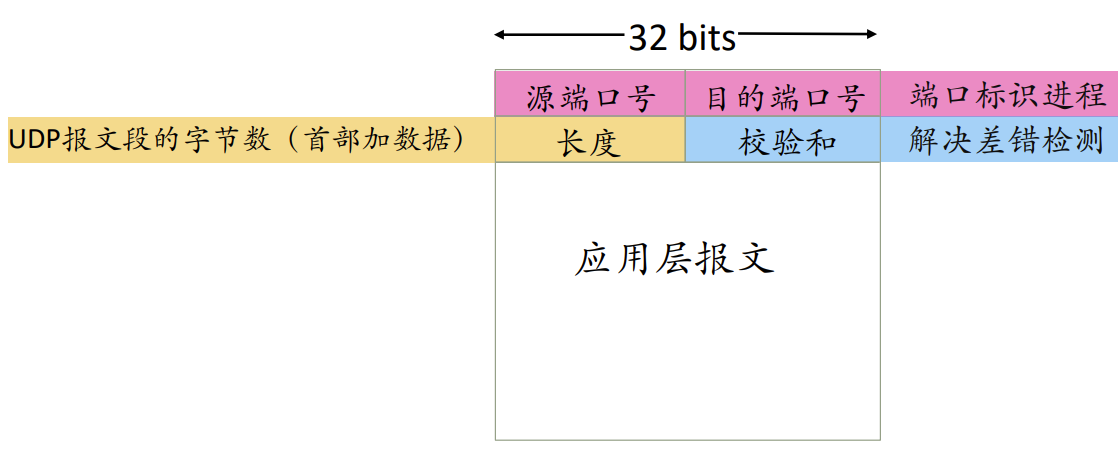 32 bits
源端口号 目的端口号 端口标识进程
UDP报文段的字节数（首部加数据） 长度 校验和 解决差错检测
应用层报文